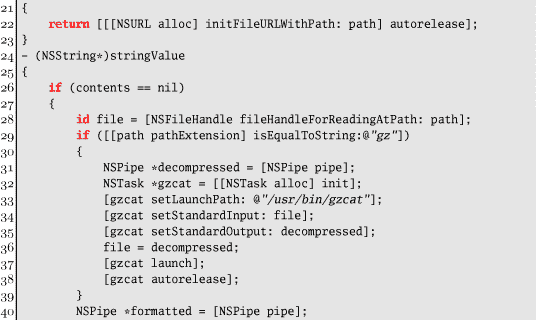 21 {
22     return [[[NSURL alloc] initFileURLWithPath: path] autorelease];
23 }
24 - (NSString*)stringValue
25 {
26     if (contents == nil)
27     {
28         id file = [NSFileHandle fileHandleForReadingAtPath: path];
29         if ([[path pathExtension] isEqualToString:@"gz"])
30         {
31             NSPipe *decompressed = [NSPipe pipe];
32             NSTask *gzcat = [[NSTask alloc] init];
33             [gzcat setLaunchPath: @"/usr/bin/gzcat"];
34             [gzcat setStandardInput: file];
35             [gzcat setStandardOutput: decompressed];
36             file = decompressed;
37             [gzcat launch];
38             [gzcat autorelease];
39         }
40         NSPipe *formatted = [NSPipe pipe];